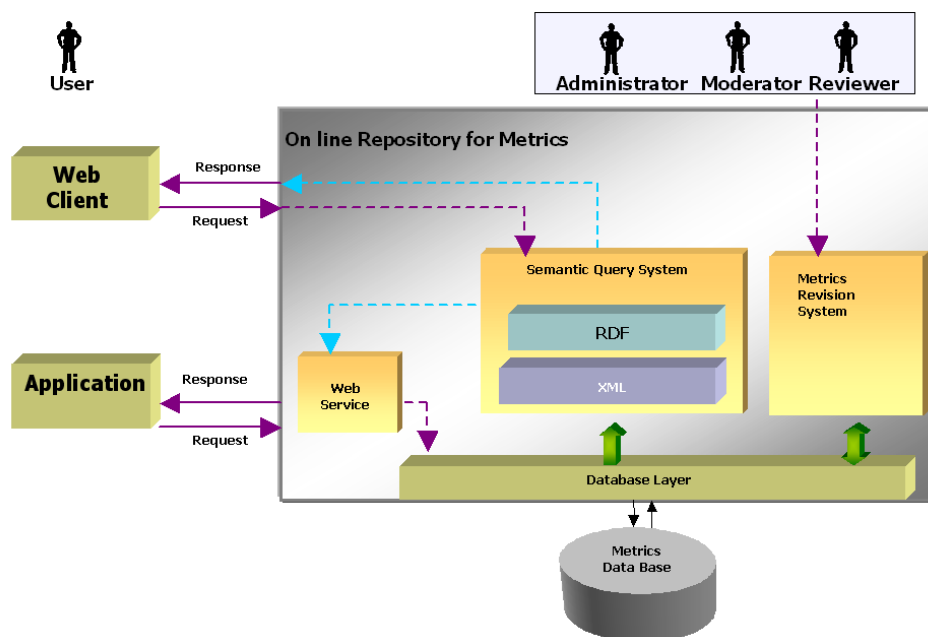 User
Administrator
Moderator
Reviewer
On line Repository for Metrics
Web
Client
Response
Request
Semantic Query System
RDF
XML
Metrics
Revision
System
Application
Response
Request
Web
Service
Database Layer
Metrics
Data Base